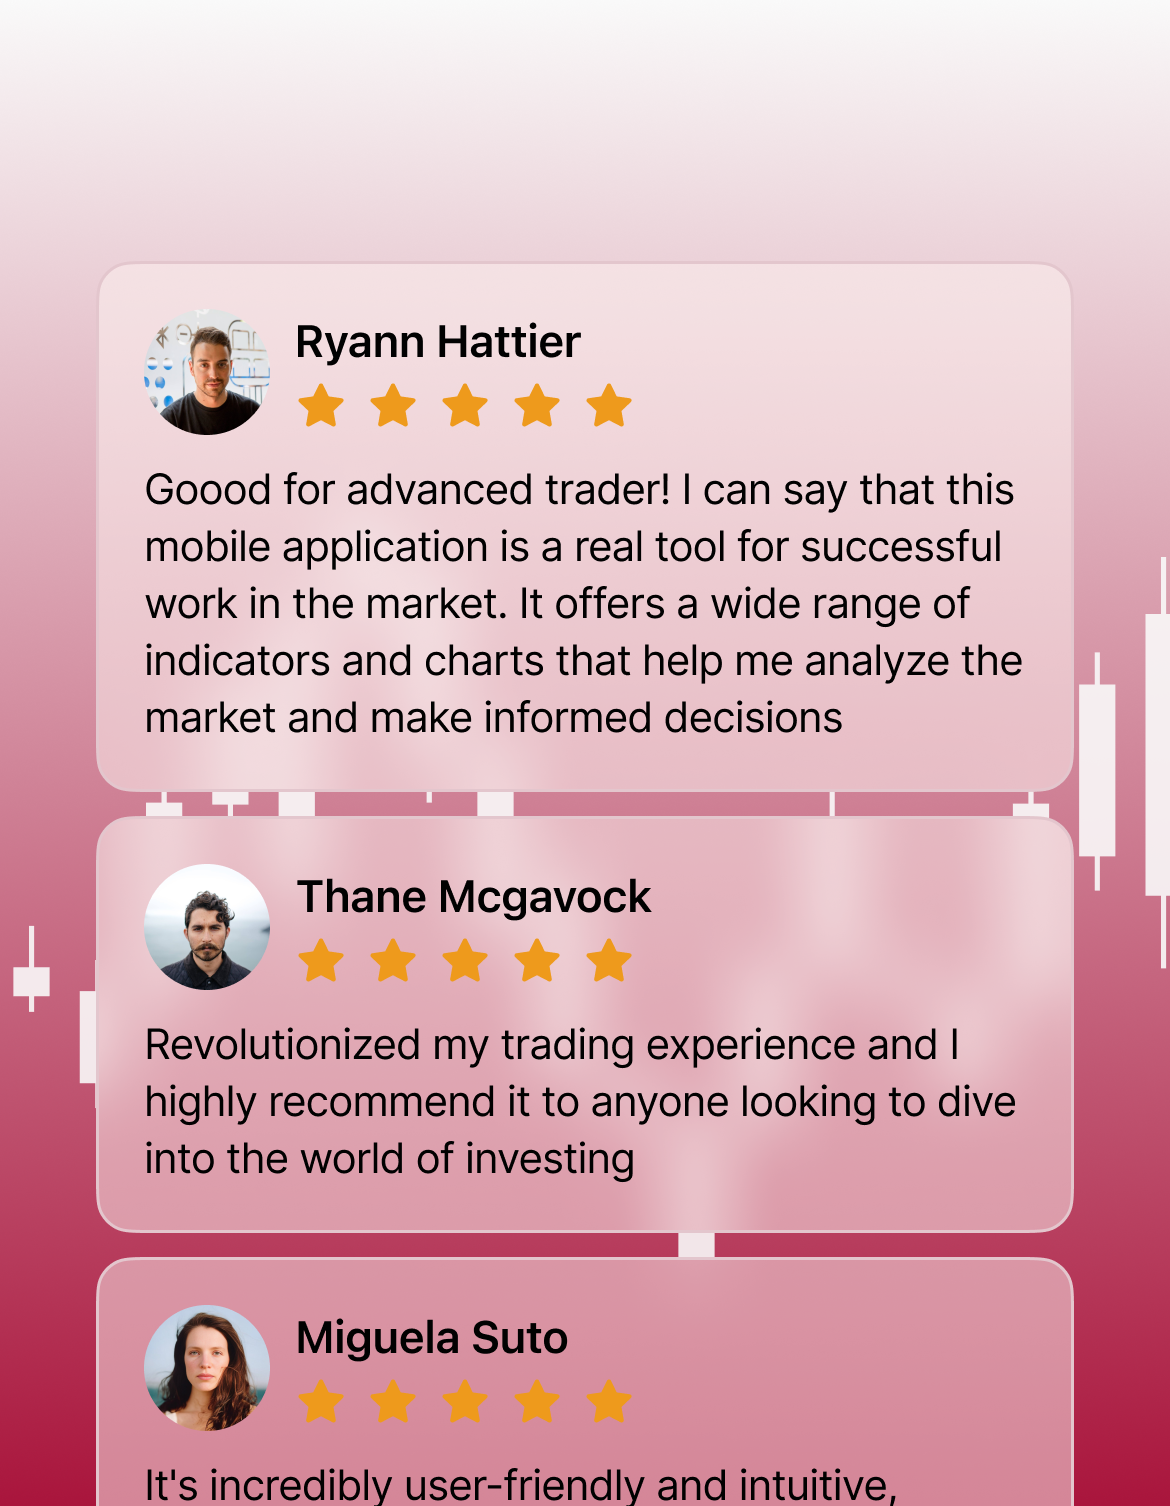 Ryann Hattier
Goood for advanced trader! I can say that this
mobile application is a real tool for successful
work in the market. It offers a wide range of
indicators and charts that help me analyze the
market and make informed decisions
Thane Mcgavock
Revolutionized my trading experience and I
highly recommend it to anyone looking to dive
into the world of investing
Miguela Suto
It's incredibly user-friendly and intuitive,